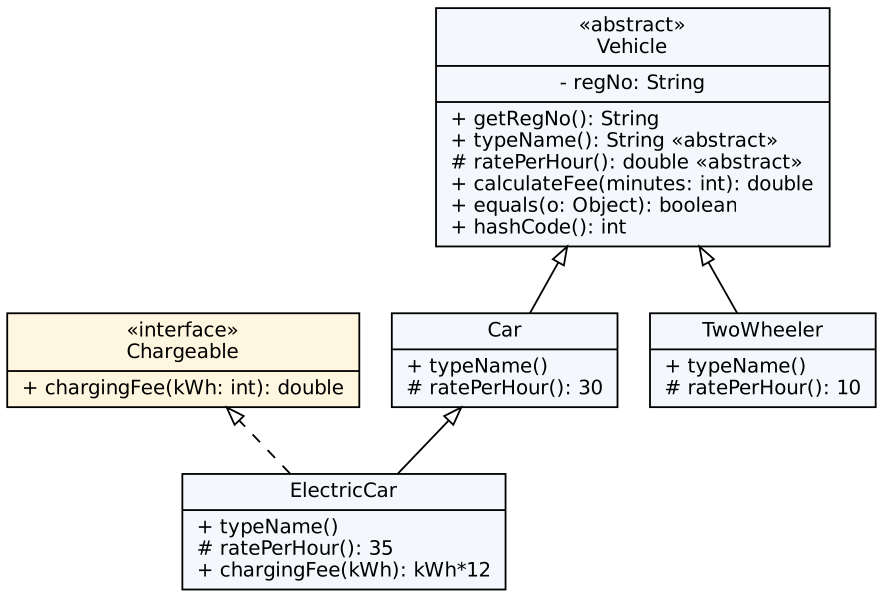 «abstract»
Vehicle
- regNo: String
+ getRegNo(): String
+ typeName(): String «abstract»
# ratePerHour(): double «abstract»
+ calculateFee(minutes: int): double
+ equals(o: Object): boolean
+ hashCode(): int
«interface»
Chargeable
+ chargingFee(kWh: int): double
Car
+ typeName()
# ratePerHour(): 30
TwoWheeler
+ typeName()
# ratePerHour(): 10
ElectricCar
+ typeName()
# ratePerHour(): 35
+ chargingFee(kWh): kWh*12